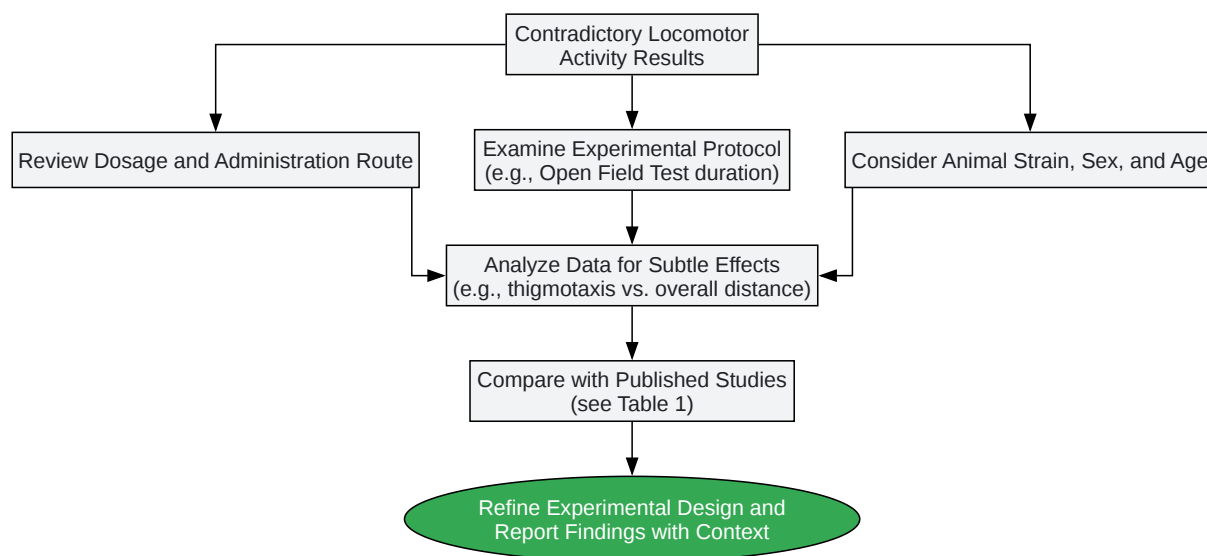 Contradictory Locomotor
Activity Results
Review Dosage and Administration Route
Examine Experimental Protocol
(e.g., Open Field Test duration)
Consider Animal Strain, Sex, and Age
Analyze Data for Subtle Effects
(e.g., thigmotaxis vs. overall distance)
Compare with Published Studies
(see Table 1)
Refine Experimental Design and
Report Findings with Context